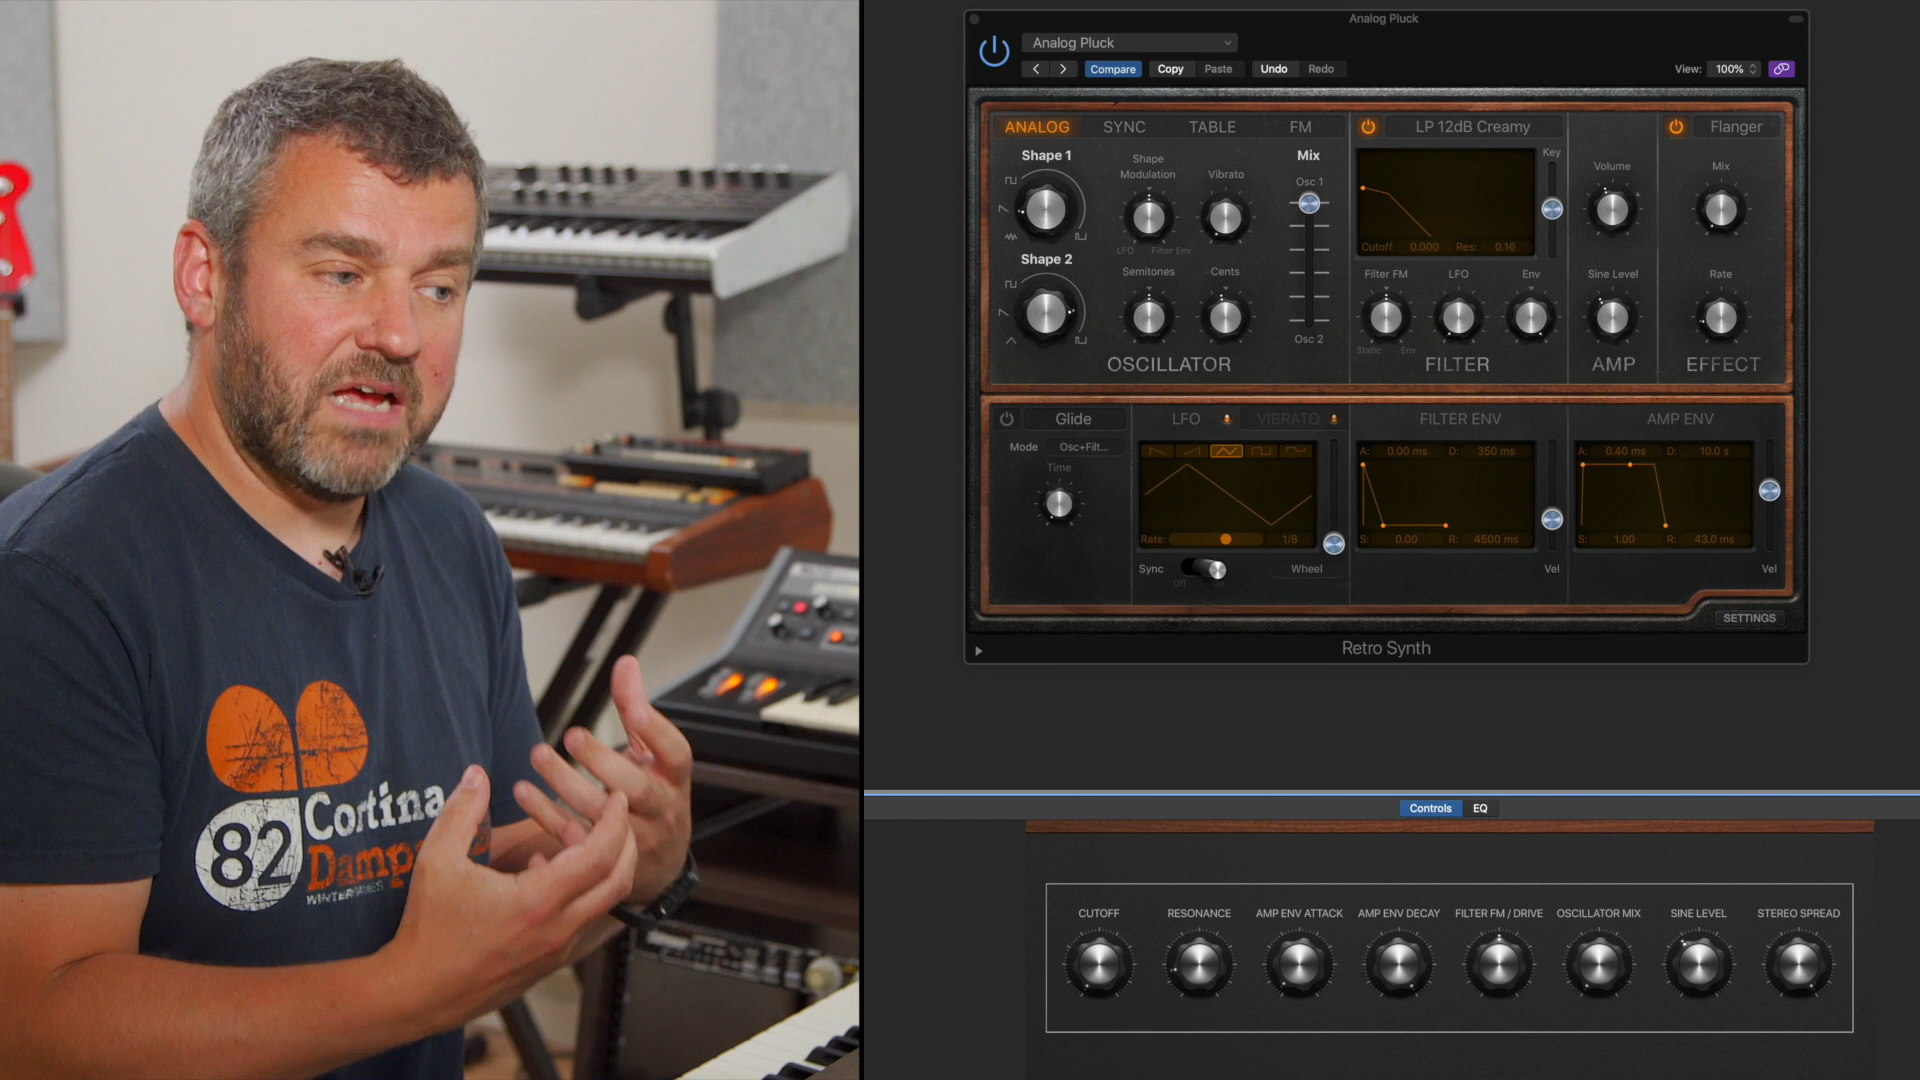 Analog Pluck
Analog Pluck
Compare Copy Paste Undo Redo View: 100%
ANALOG SYNC TABLE FM LP 12dB Creamy Flanger
Shape 1 Shape Modulation Vibrato Mix Key Volume Mix
Osc 1
LFO Filter Env
Cutoff: 0.000 Res: 0.16
Shape 2 Semitones Cents Filter FM LFO Env Sine Level Rate
Osc 2
Static Env
OSCILLATOR FILTER AMP EFFECT
Glide LFO VIBRATO FILTER ENV AMP ENV
Mode Osc+Filt... A: 0.00 ms D: 350 ms A: 0.40 ms D: 10.0 s
Time
Rate: 1/8 S: 0.00 R: 4500 ms S: 1.00 R: 43.0 ms
Sync Off On Wheel Vel Vel
SETTINGS
Retro Synth
Controls EQ
CUTOFF RESONANCE AMP ENV ATTACK AMP ENV DECAY FILTER FM / DRIVE OSCILLATOR MIX SINE LEVEL STEREO SPREAD
Cortina
82